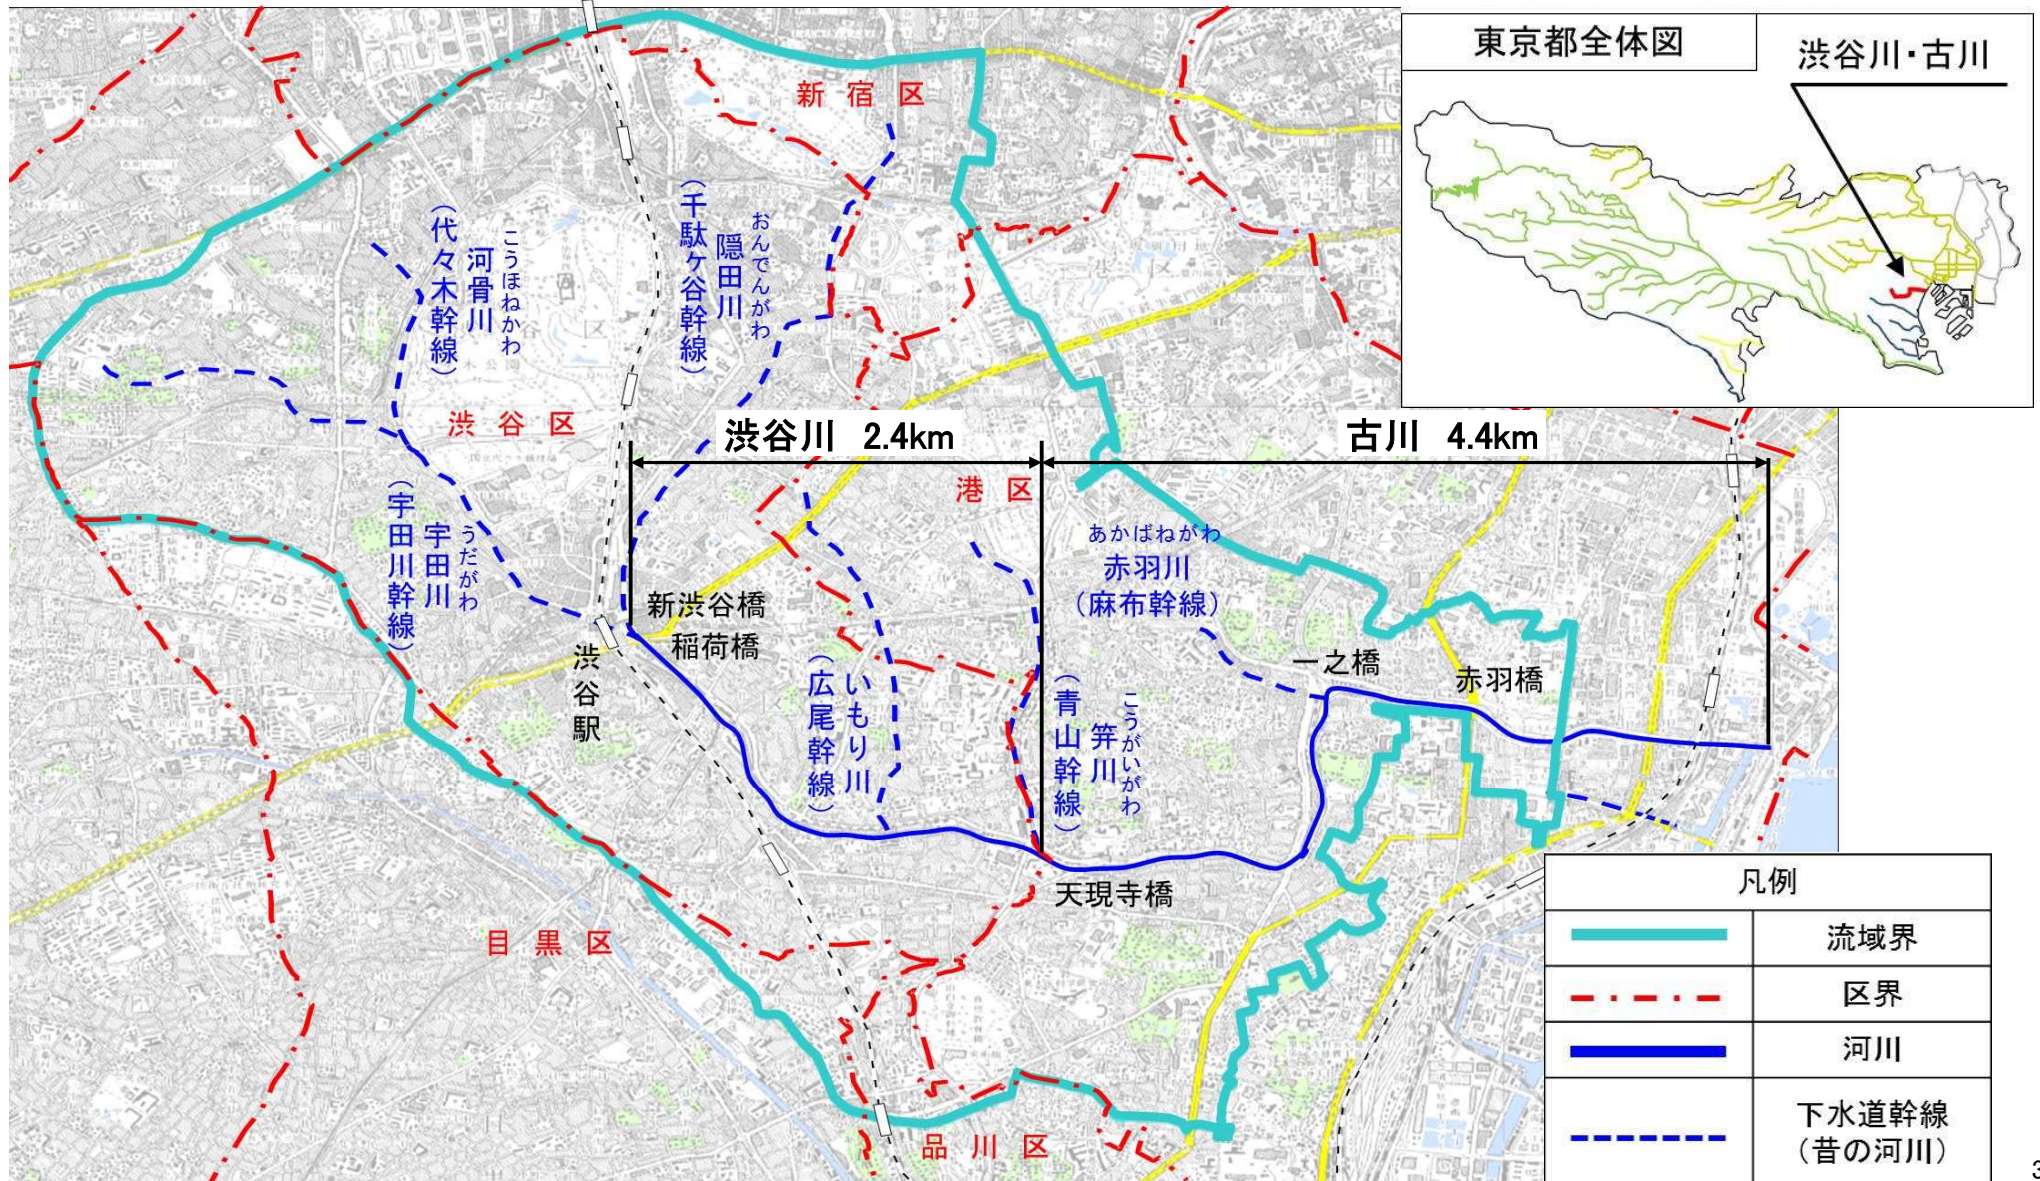 東京都全体図
渋谷川・古川
新宿区
（千駄ヶ谷幹線）
隠田川
おんでんがわ
（代々木幹線）
河骨川
こうほねかわ
渋谷区
渋谷川 2.4km
古川 4.4km
港区
（宇田川幹線）
宇田川
うだがわ
あかばねがわ
赤羽川
（麻布幹線）
新渋谷橋
稲荷橋
渋谷駅
（広尾幹線）
いもり川
（青山幹線）
笄川
こうがいがわ
一之橋
赤羽橋
天現寺橋
目黒区
品川区
凡例
流域界
区界
河川
下水道幹線
（昔の河川）
3